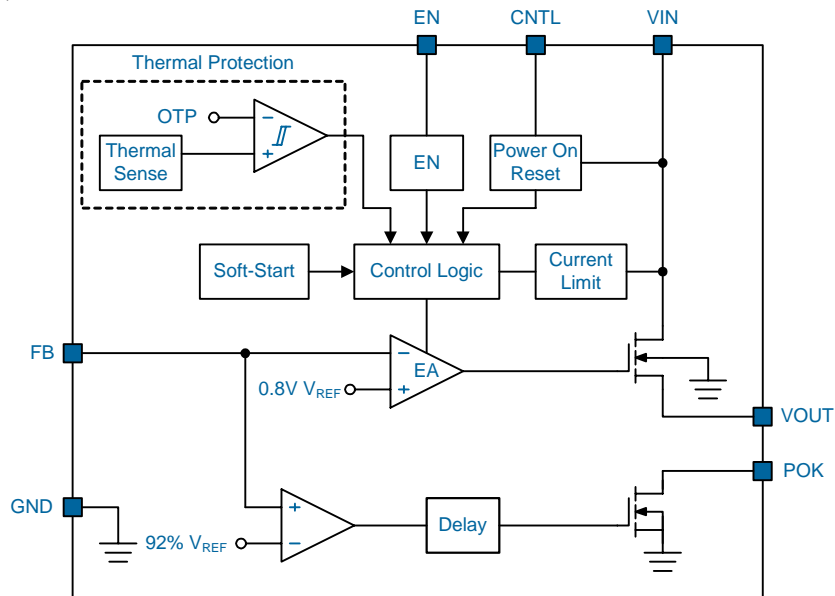 EN
CNTL
VIN
Thermal Protection
OTP
−
+
Thermal
Sense
EN
Power On
Reset
Soft-Start
Control Logic
Current
Limit
FB
−
EA
+
0.8V VREF
VOUT
POK
GND
+
−
92% VREF
Delay